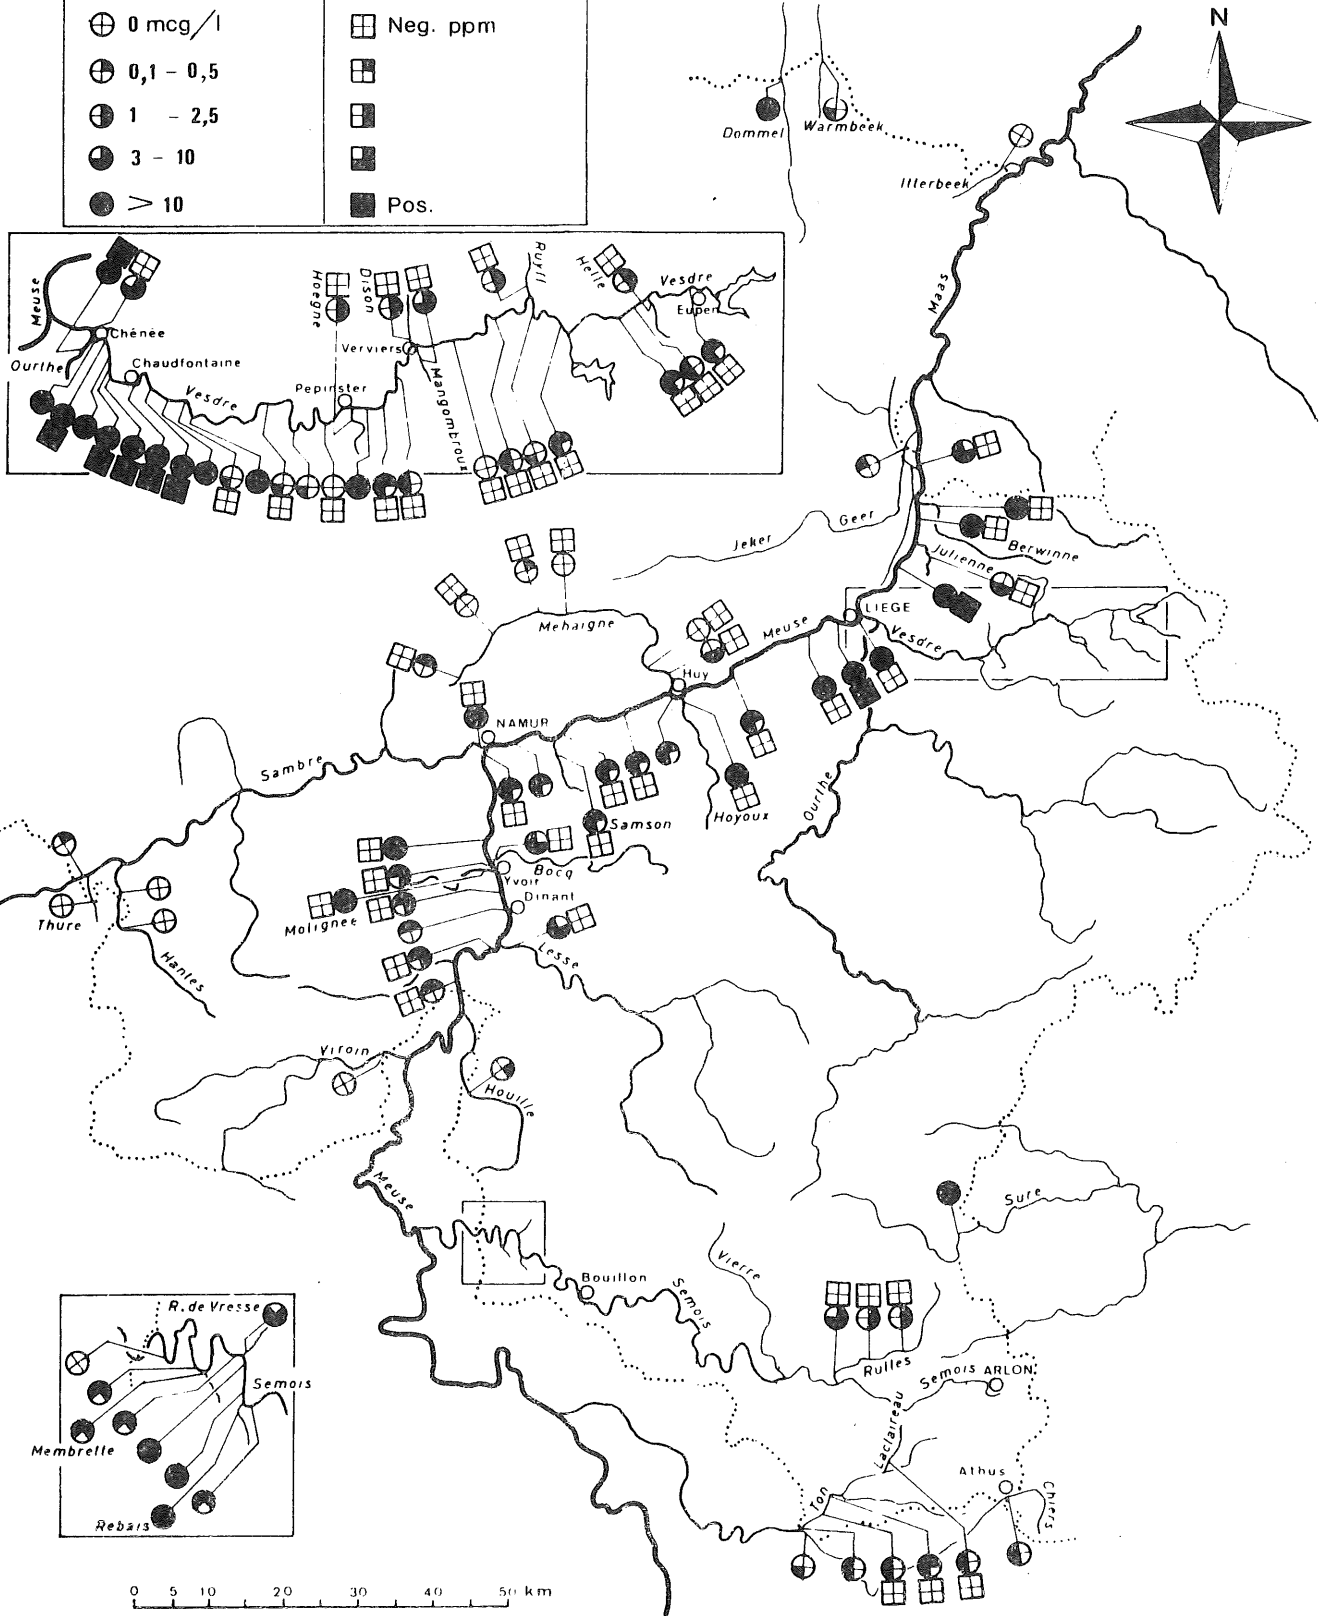 0 mcg/l
Neg. ppm
0,1 - 0,5
1 - 2,5
3 - 10
> 10
Pos.
N
Dommel
Warmbeek
Itterbeek
Maas
Meuse
Ourthe
Chênée
Chaudfontaine
Vesdre
Pepinster
Hoegne
Dison
Verviers
Mangombroux
Ruyff
Helle
Vesdre
Eupen
Jeker
Geer
Berwinne
Julienne
LIEGE
Vesdre
Mehaigne
Meuse
Huy
NAMUR
Sambre
Samson
Hoyoux
Ourthe
Bocq
Yvoir
Dinant
Molignée
Lesse
Thure
Hantes
Viroin
Houille
Meuse
Sure
Vierre
Bouillon
Semois
Rulles
Semois
ARLON
Laclaireau
R. de Vresse
Semois
Membrette
Rebais
Ton
Athus
Chiers
0 5 10 20 30 40 50 km